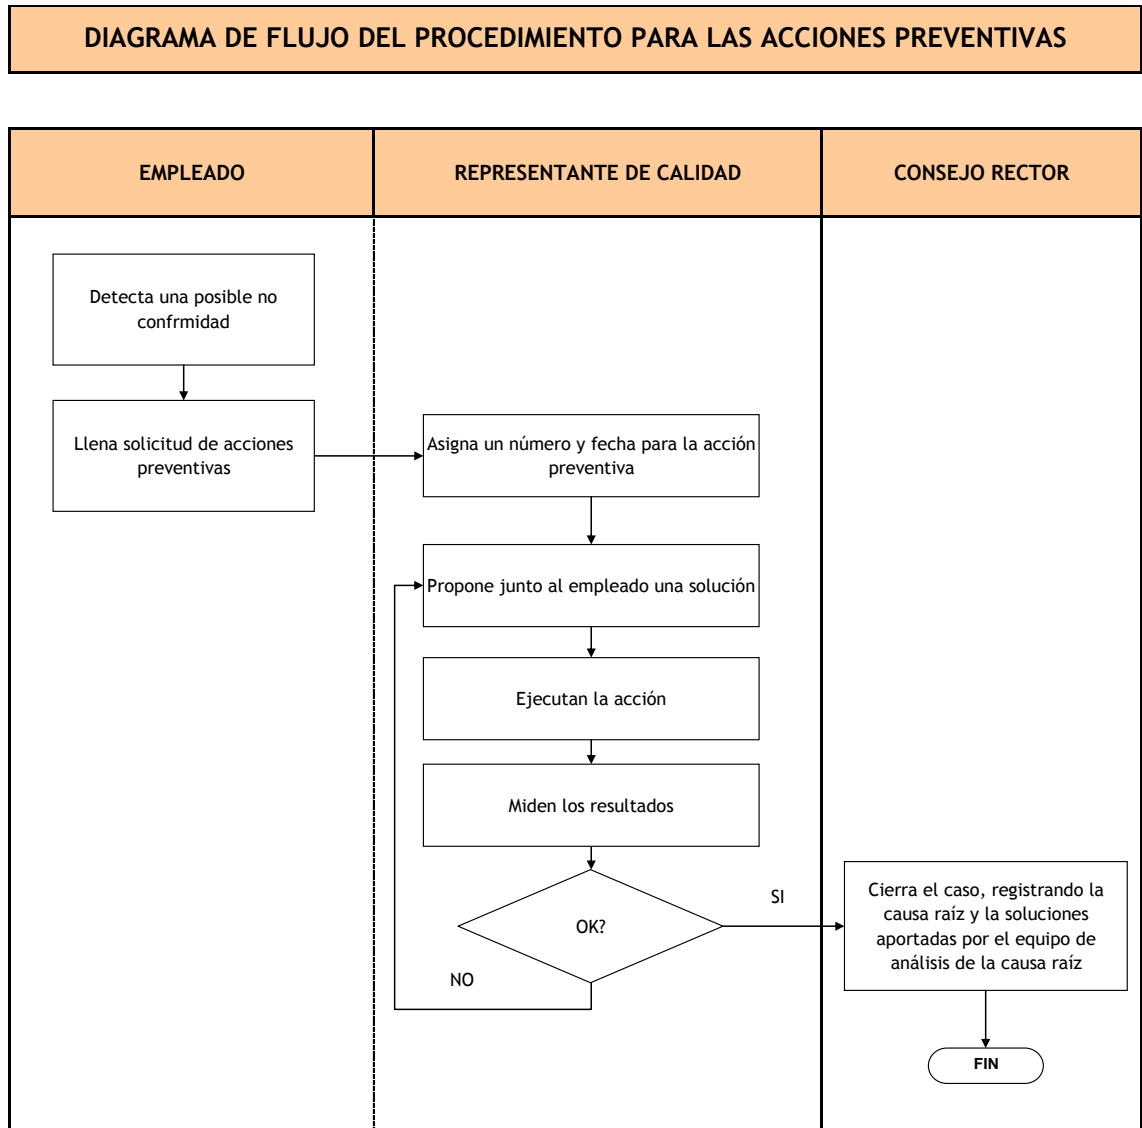 DIAGRAMA DE FLUJO DEL PROCEDIMIENTO PARA LAS ACCIONES PREVENTIVAS
EMPLEADO
REPRESENTANTE DE CALIDAD
CONSEJO RECTOR
Detecta una posible no
confrmidad
Llena solicitud de acciones
preventivas
Asigna un número y fecha para la acción
preventiva
Propone junto al empleado una solución
Ejecutan la acción
Miden los resultados
OK?
SI
NO
Cierra el caso, registrando la
causa raíz y la soluciones
aportadas por el equipo de
análisis de la causa raíz
FIN